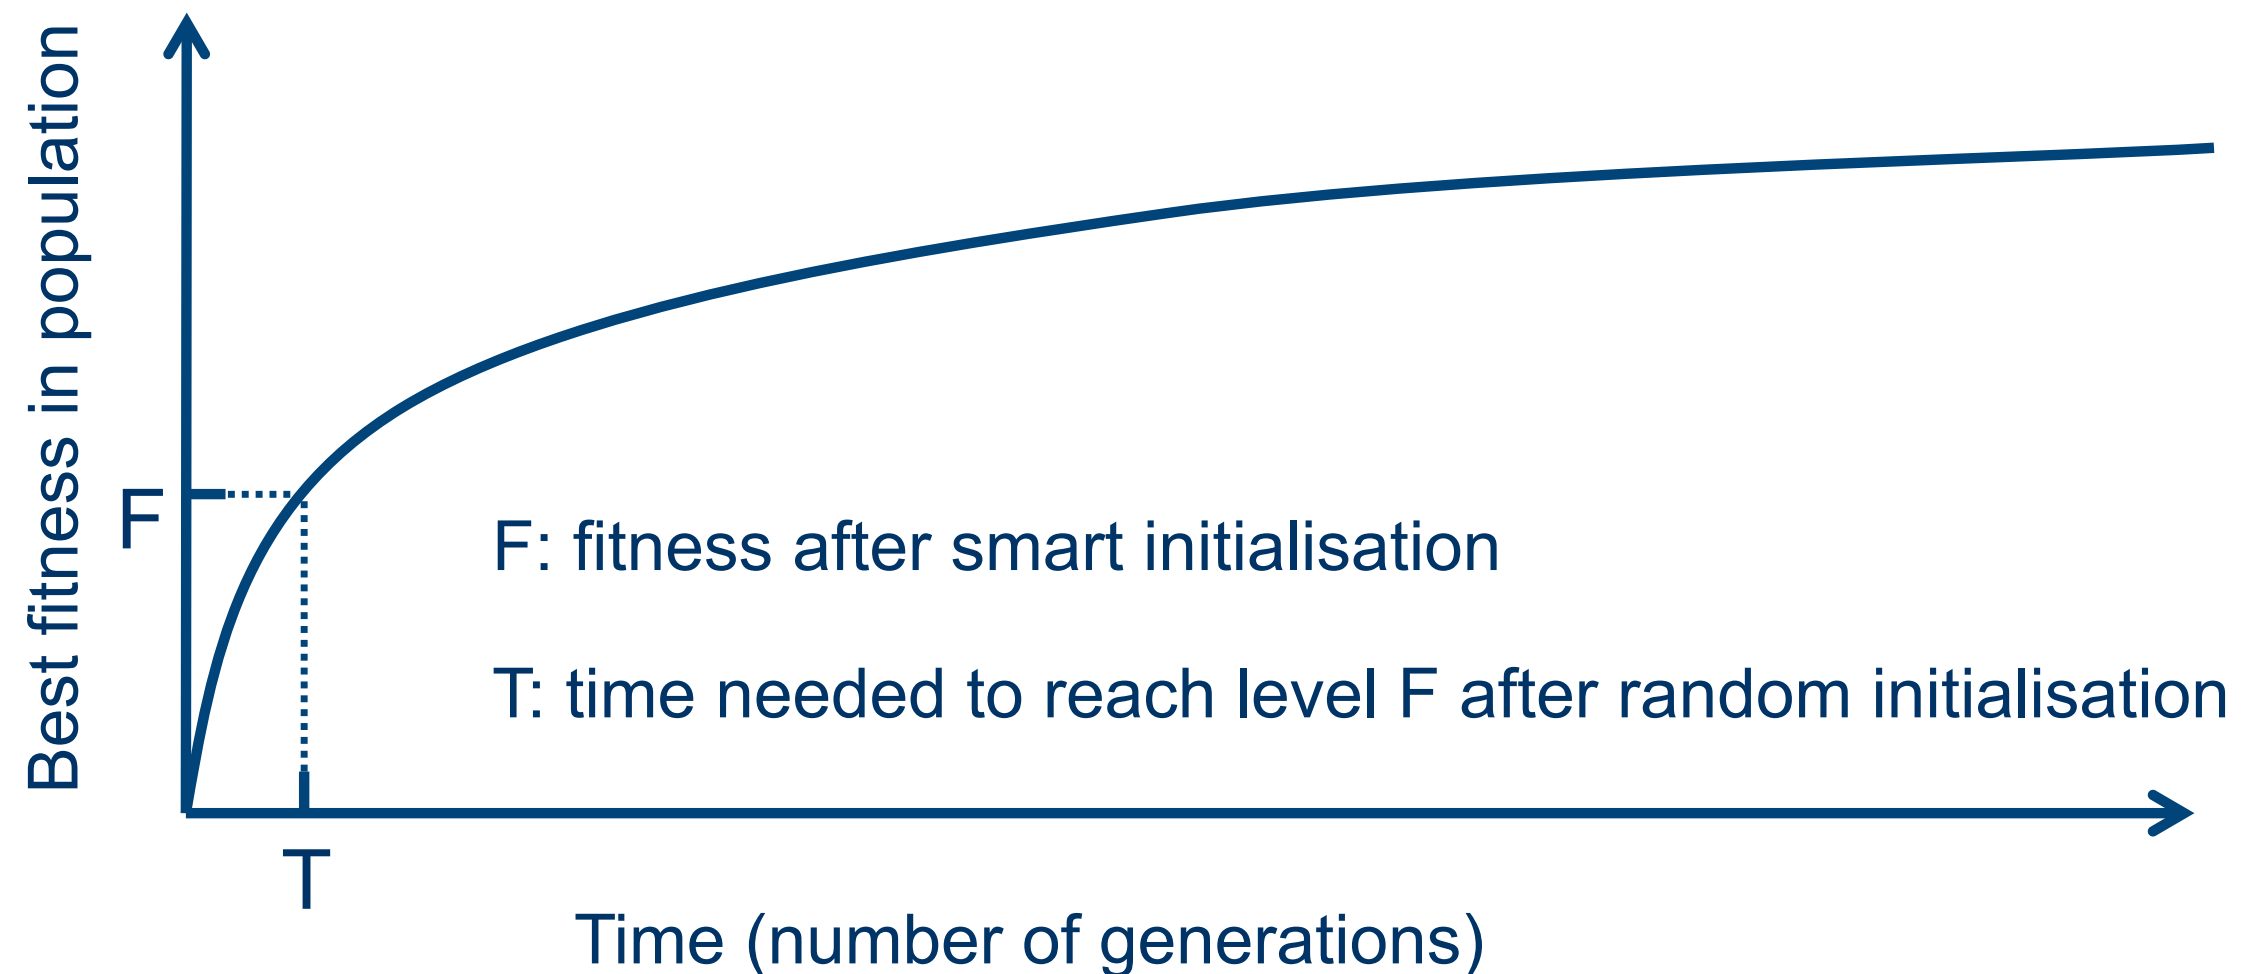 Best fitness in population
F
F: fitness after smart initialisation
T: time needed to reach level F after random initialisation
T
Time (number of generations)